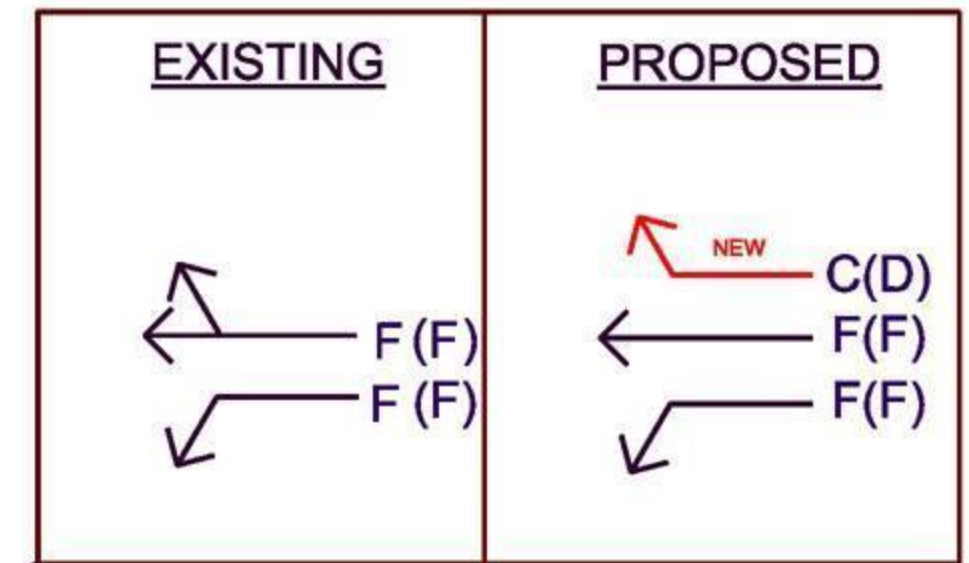 EXISTING
F (F)
F (F)
PROPOSED
NEW
C(D)
F(F)
F(F)